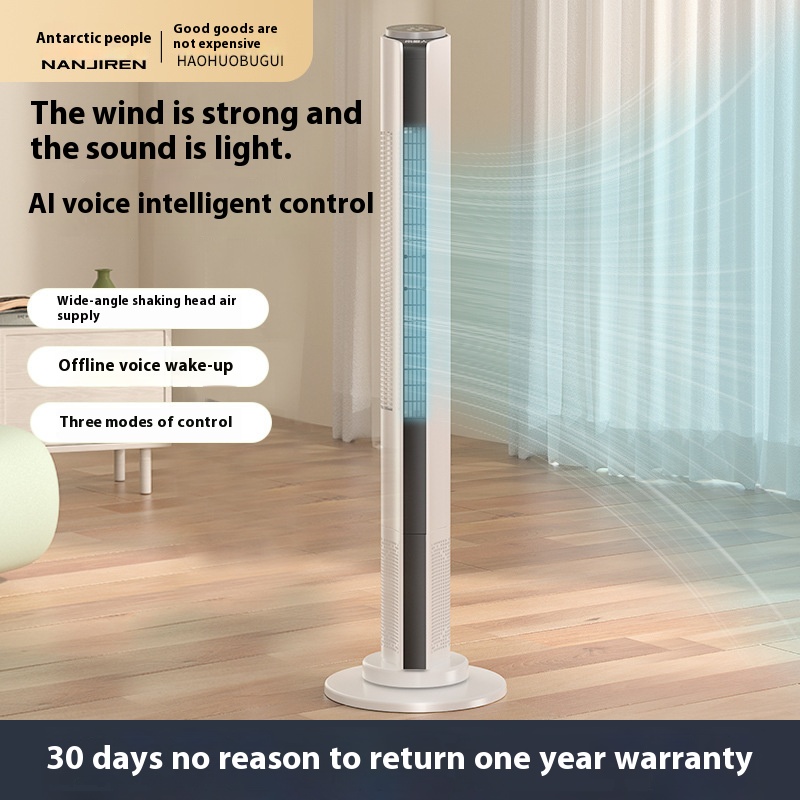 Antarctic people
NANJIREN
Good goods are
not expensive
HAOHUOBUGUI
The wind is strong and
the sound is light.
AI voice intelligent control
Wide-angle shaking head air
supply
Offline voice wake-up
Three modes of control
30 days no reason to return one year warranty